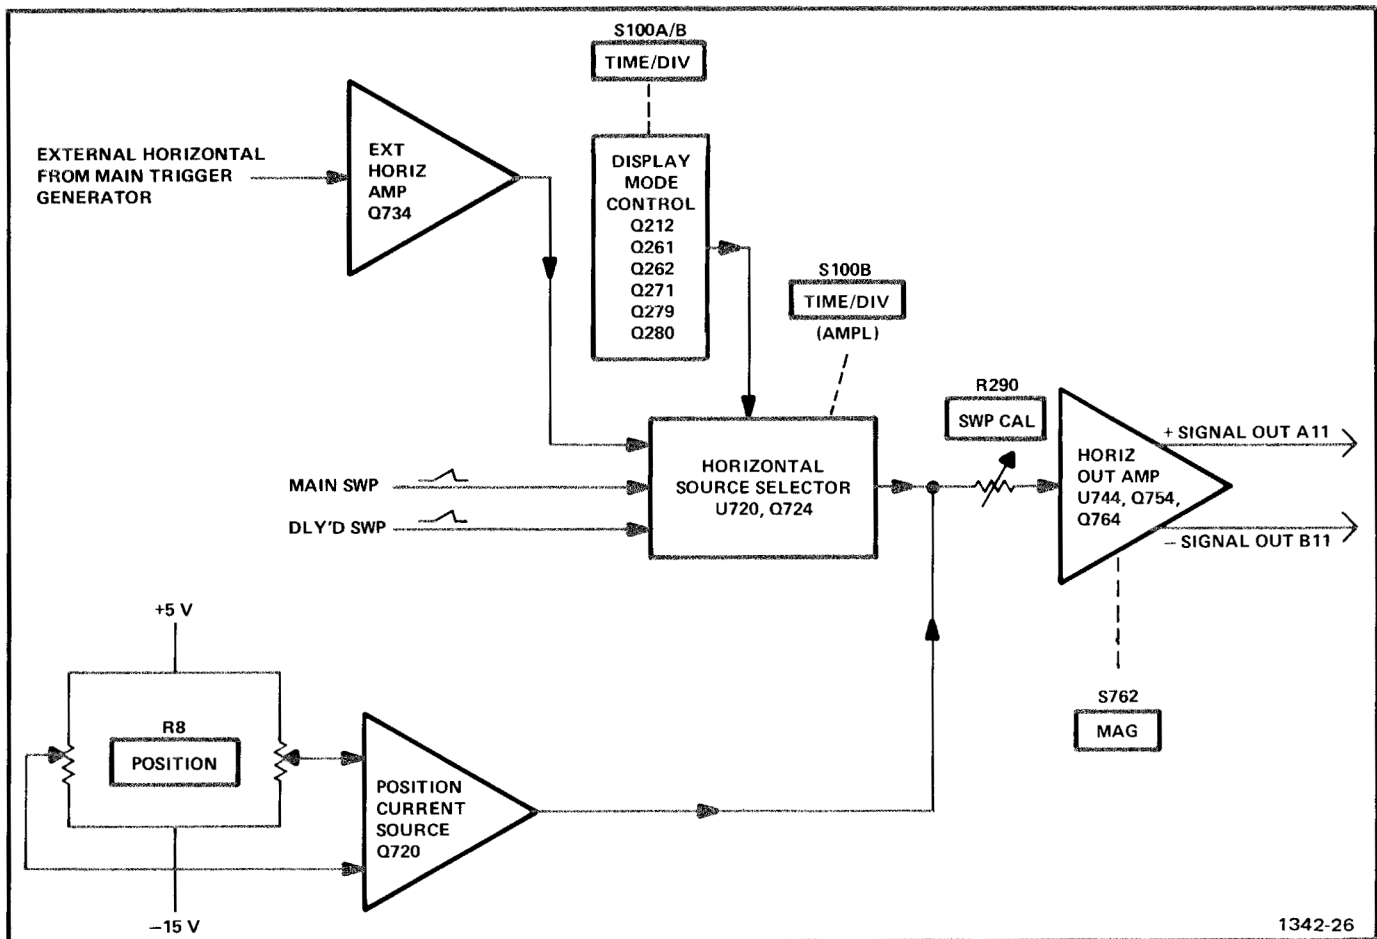 S100A/B
TIME/DIV
EXTERNAL HORIZONTAL
FROM MAIN TRIGGER
GENERATOR
EXT
HORIZ
AMP
Q734
DISPLAY
MODE
CONTROL
Q212
Q261
Q262
Q271
Q279
Q280
S100B
TIME/DIV
(AMPL)
R290
SWP CAL
HORIZONTAL
SOURCE SELECTOR
U720, Q724
MAIN SWP
DLY'D SWP
HORIZ
OUT AMP
U744, Q754,
Q764
+ SIGNAL OUT A11
– SIGNAL OUT B11
S762
MAG
+5 V
R8
POSITION
–15 V
POSITION
CURRENT
SOURCE
Q720
1342-26